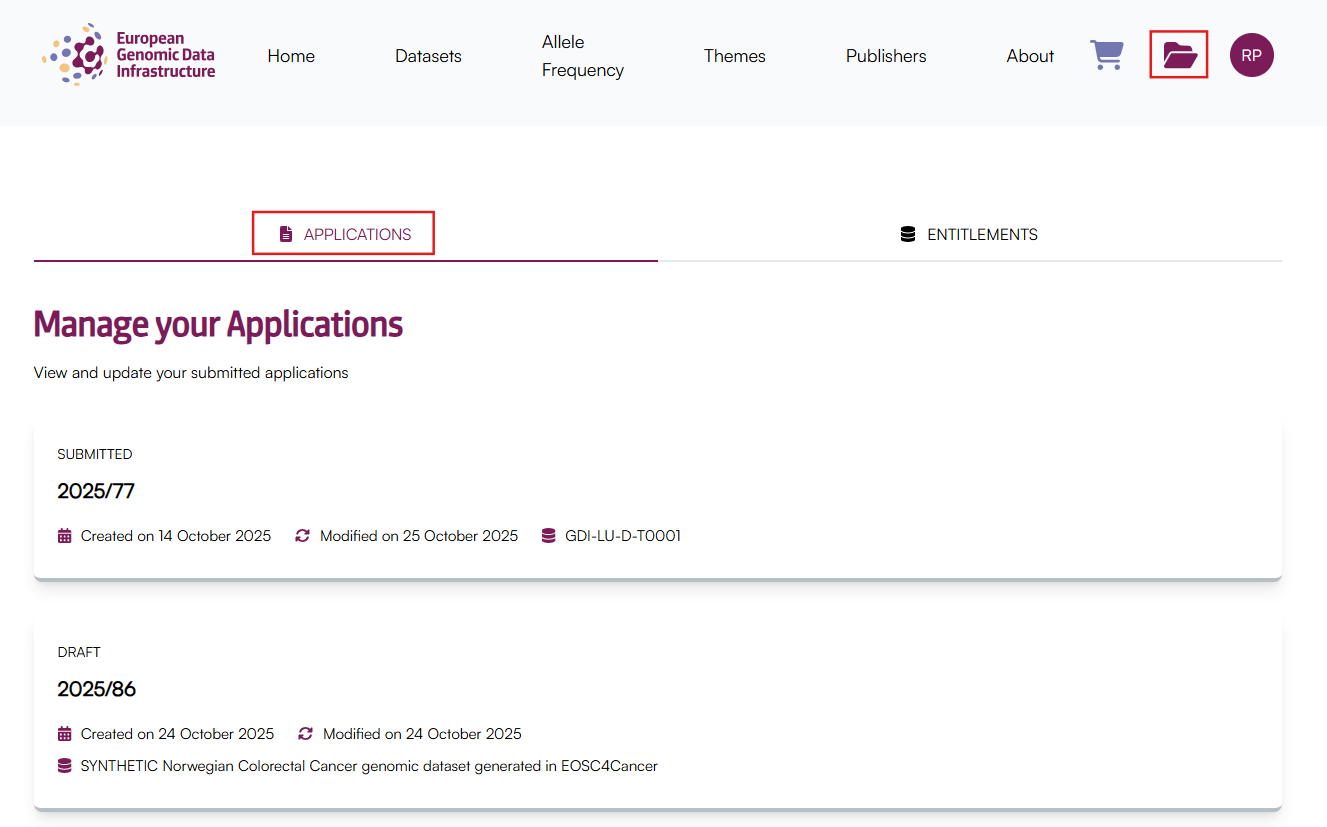 European
Genomic Data
Infrastructure
Home
Datasets
Allele
Frequency
Themes
Publishers
About
RP
APPLICATIONS
ENTITLEMENTS
Manage your Applications
View and update your submitted applications
SUBMITTED
2025/77
Created on 14 October 2025 Modified on 25 October 2025 GDI-LU-D-T0001
DRAFT
2025/86
Created on 24 October 2025 Modified on 24 October 2025
SYNTHETIC Norwegian Colorectal Cancer genomic dataset generated in EOSC4Cancer